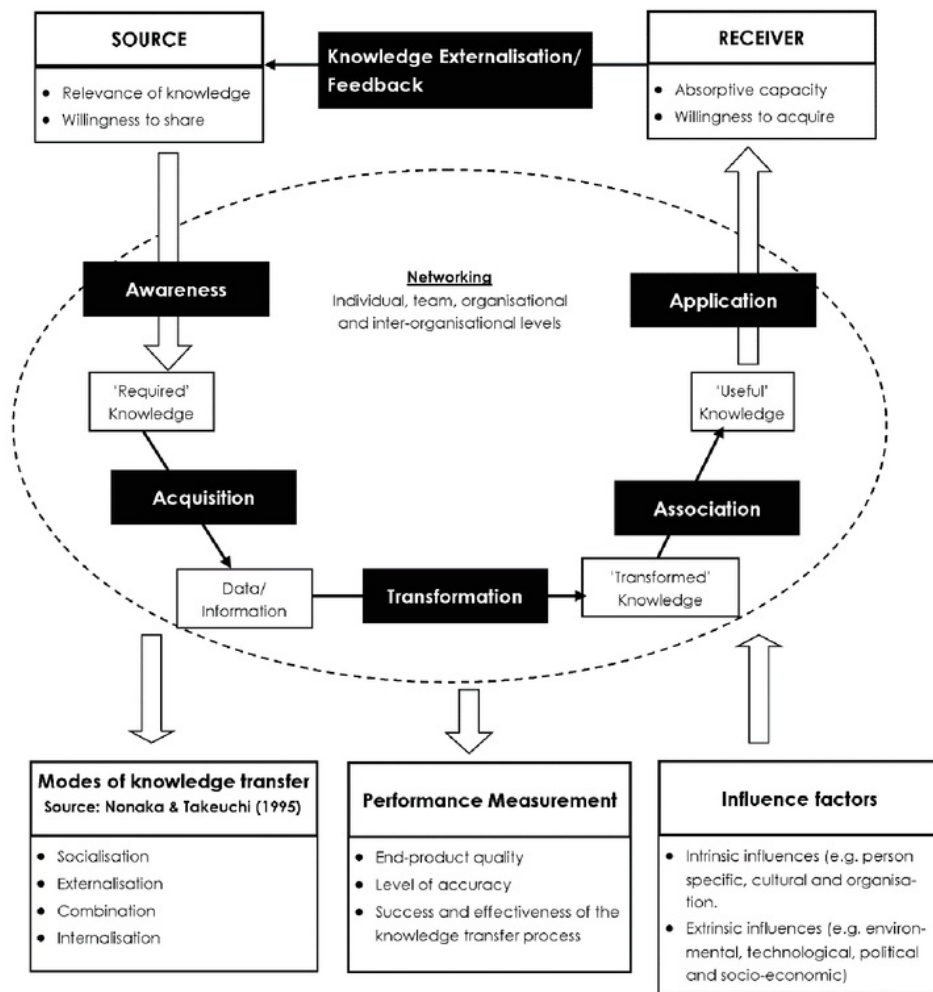 SOURCE
• Relevance of knowledge
• Willingness to share
Knowledge Externalisation/
Feedback
RECEIVER
• Absorptive capacity
• Willingness to acquire
Networking
Individual, team, organisational
and inter-organisational levels
Awareness
Application
'Required'
Knowledge
'Useful'
Knowledge
Acquisition
Association
Data/
Information
Transformation
'Transformed'
Knowledge
Modes of knowledge transfer
Source: Nonaka & Takeuchi (1995)
• Socialisation
• Externalisation
• Combination
• Internalisation
Performance Measurement
• End-product quality
• Level of accuracy
• Success and effectiveness of the
knowledge transfer process
Influence factors
• Intrinsic influences (e.g. person
specific, cultural and organisa-
tion.
• Extrinsic influences (e.g. environ-
mental, technological, political
and socio-economic)